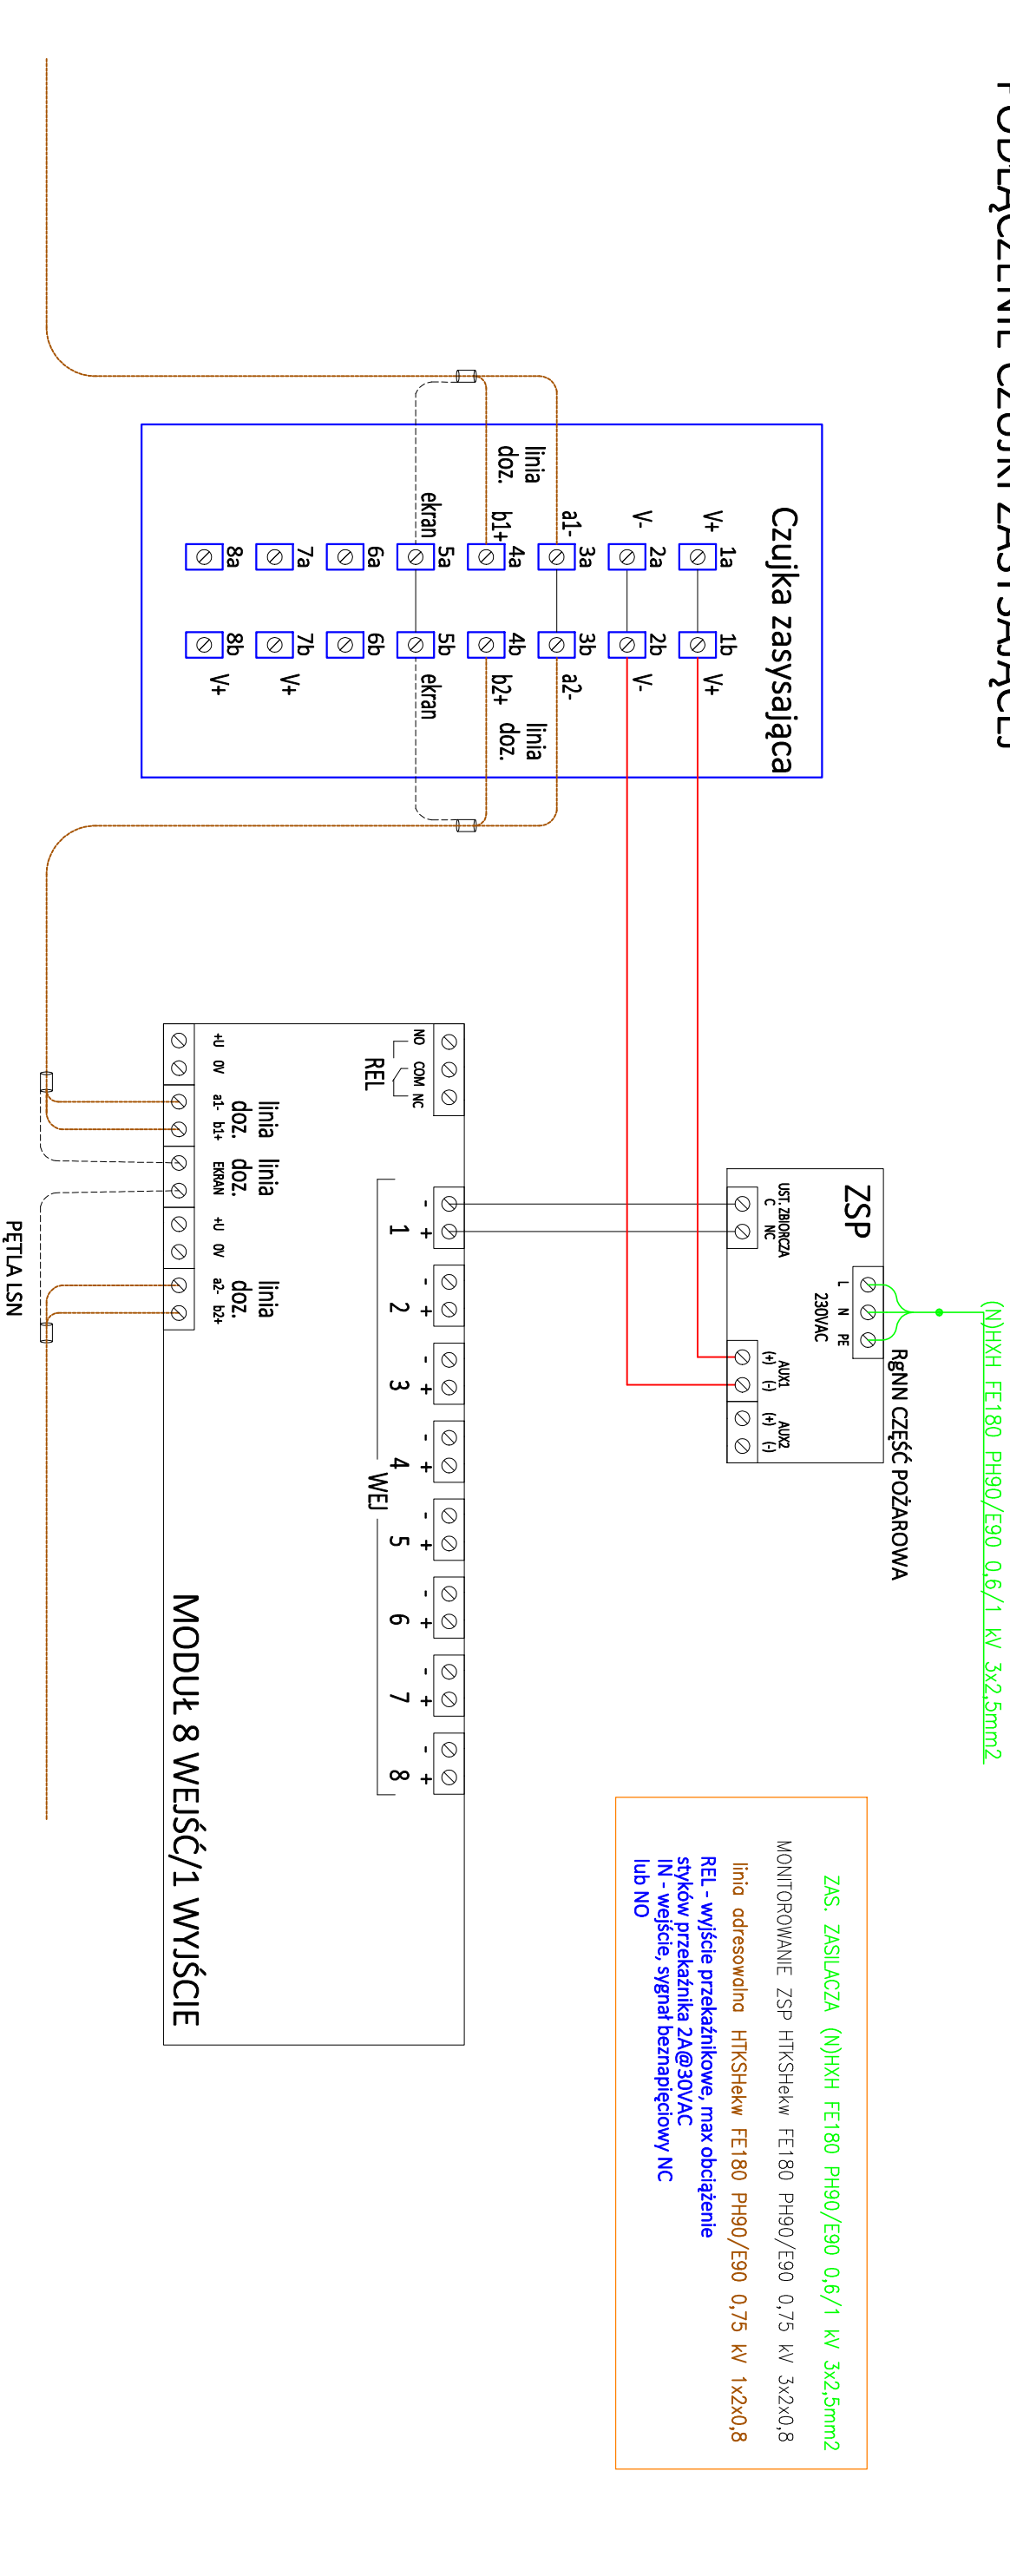 PODŁĄCZENIE CZUJKI ZASYSAJĄCEJ
(N)HXH FE180 PH90/E90 0,6/1 kV 3x2,5mm2
RgNN CZĘŚĆ POŻAROWA
ZSP
L N PE
230VAC
UST. ZBIORCZA
C NC
AUX1
(+) (-)
AUX2
(+) (-)
Czujka zasysająca
V+ 1a 1b V+
V- 2a 2b V-
a1- 3a 3b a2-
linia
doz.
b1+ 4a 4b b2+
linia
doz.
ekran 5a 5b ekran
6a 6b
7a 7b V+
8a 8b V+
NO COM NC
REL
- + - + - + - + - + - + - + - +
1 2 3 4 5 6 7 8
WEJ
linia
doz.
linia
doz.
linia
doz.
+U 0V a1- b1+ EKRAN +U 0V a2- b2+
MODUŁ 8 WEJŚĆ/1 WYJŚCIE
PĘTLA LSN
ZAS. ZASILACZA (N)HXH FE180 PH90/E90 0,6/1 kV 3x2,5mm2
MONITOROWANIE ZSP HTKSHekw FE180 PH90/E90 0,75 kV 3x2x0,8
linia adresowalna HTKSHekw FE180 PH90/E90 0,75 kV 1x2x0,8
REL - wyjście przekaźnikowe, max obciążenie
styków przekaźnika 2A@30VAC
IN - wejście, sygnał beznapięciowy NC
lub NO